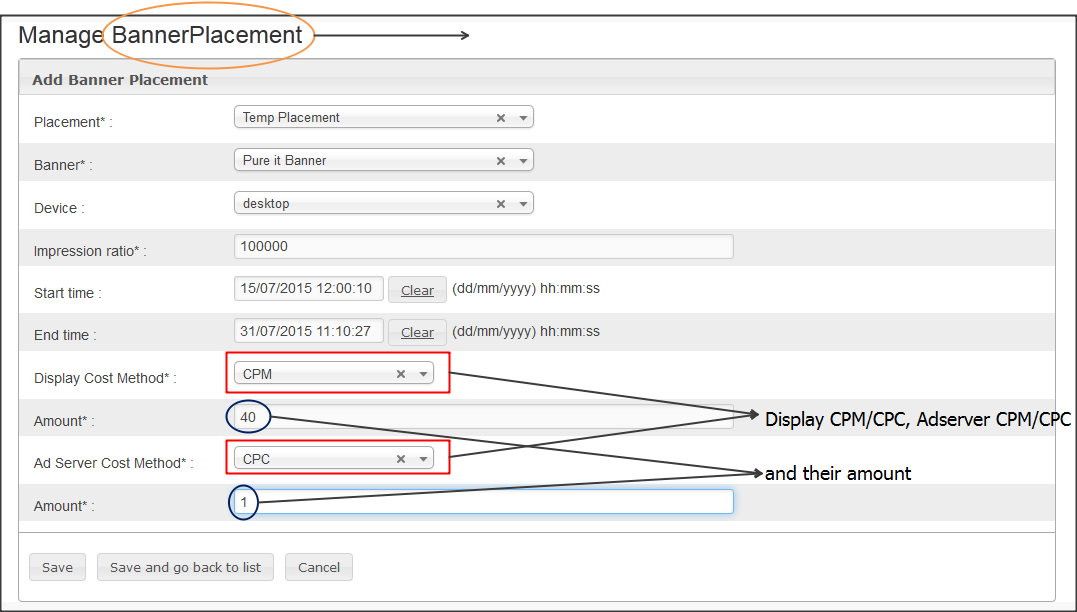 Manage BannerPlacement
Add Banner Placement
Placement* : Temp Placement
Banner* : Pure it Banner
Device : desktop
Impression ratio* : 100000
Start time : 15/07/2015 12:00:10 Clear (dd/mm/yyyy) hh:mm:ss
End time : 31/07/2015 11:10:27 Clear (dd/mm/yyyy) hh:mm:ss
Display Cost Method* : CPM
Amount* : 40
Display CPM/CPC, Adserver CPM/CPC
Ad Server Cost Method* : CPC
and their amount
Amount* : 1
Save Save and go back to list Cancel